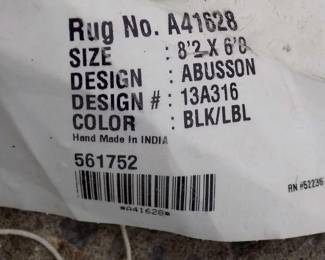 Rug No. A41628
SIZE : 8'2 X 6'0
DESIGN : ABUSSON
DESIGN # : 13A316
COLOR : BLK/LBL
Hand Made in INDIA
561752
RN #52236
*A41628*